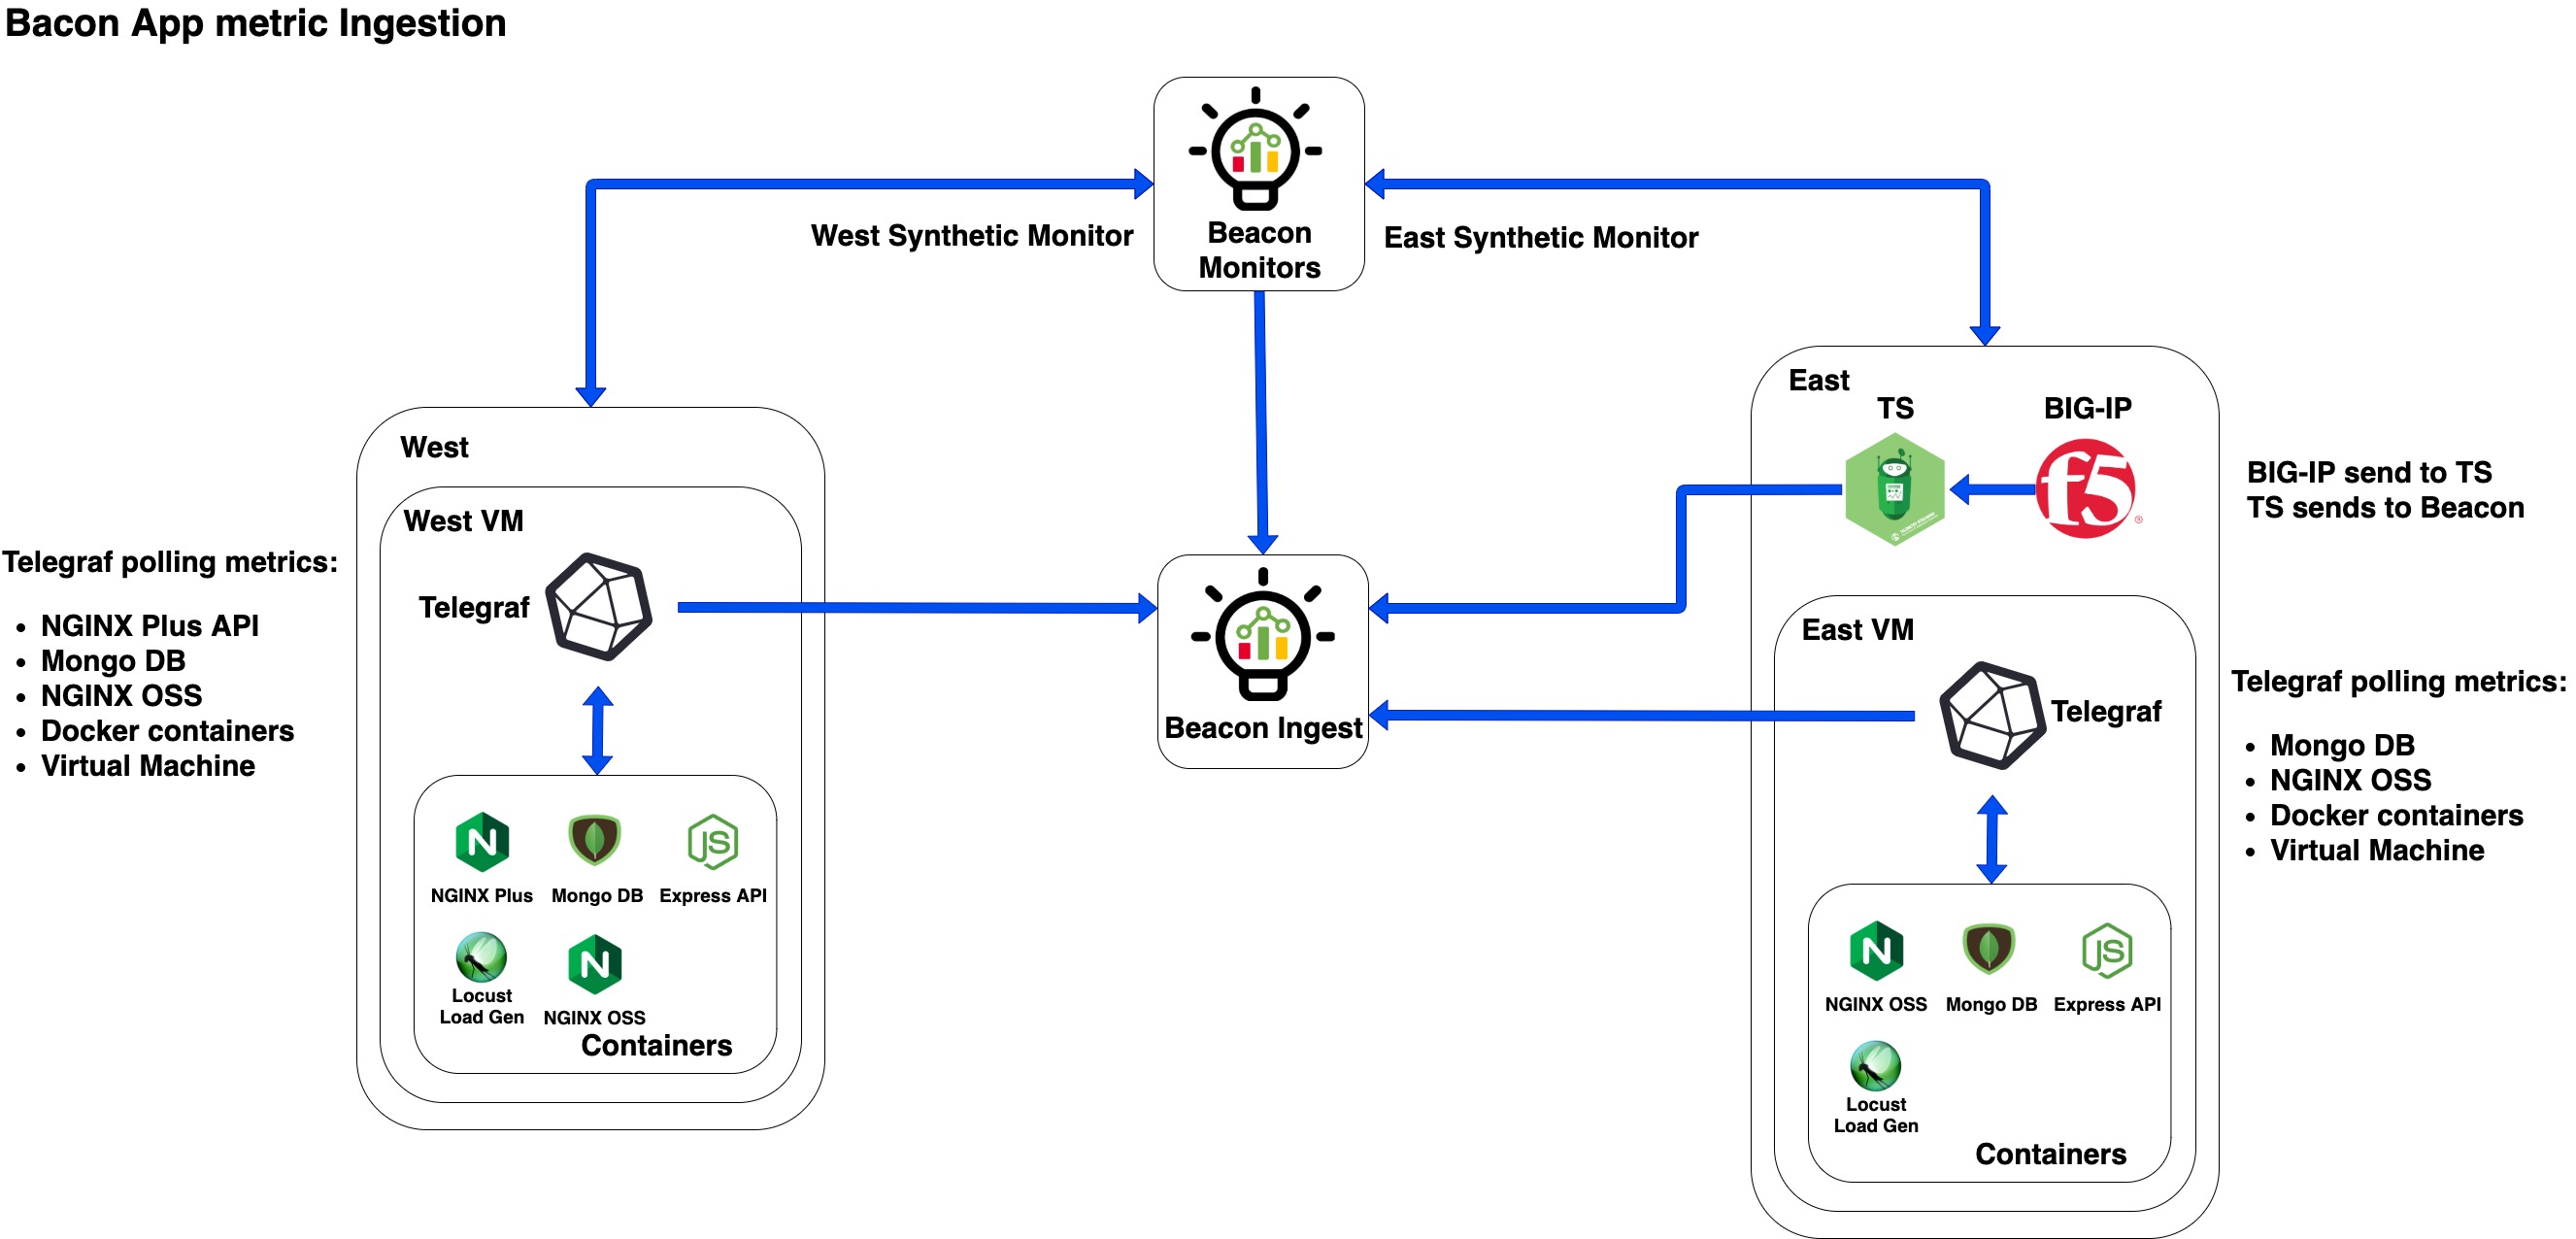 Bacon App metric Ingestion
Beacon
Monitors
West Synthetic Monitor
East Synthetic Monitor
West
West VM
Telegraf
Telegraf polling metrics:
• NGINX Plus API
• Mongo DB
• NGINX OSS
• Docker containers
• Virtual Machine
NGINX Plus
Mongo DB
Express API
JS
Locust
Load Gen
NGINX OSS
Containers
Beacon Ingest
East
TS
BIG-IP
f5
BIG-IP send to TS
TS sends to Beacon
East VM
Telegraf
Telegraf polling metrics:
• Mongo DB
• NGINX OSS
• Docker containers
• Virtual Machine
NGINX OSS
Mongo DB
Express API
JS
Locust
Load Gen
Containers